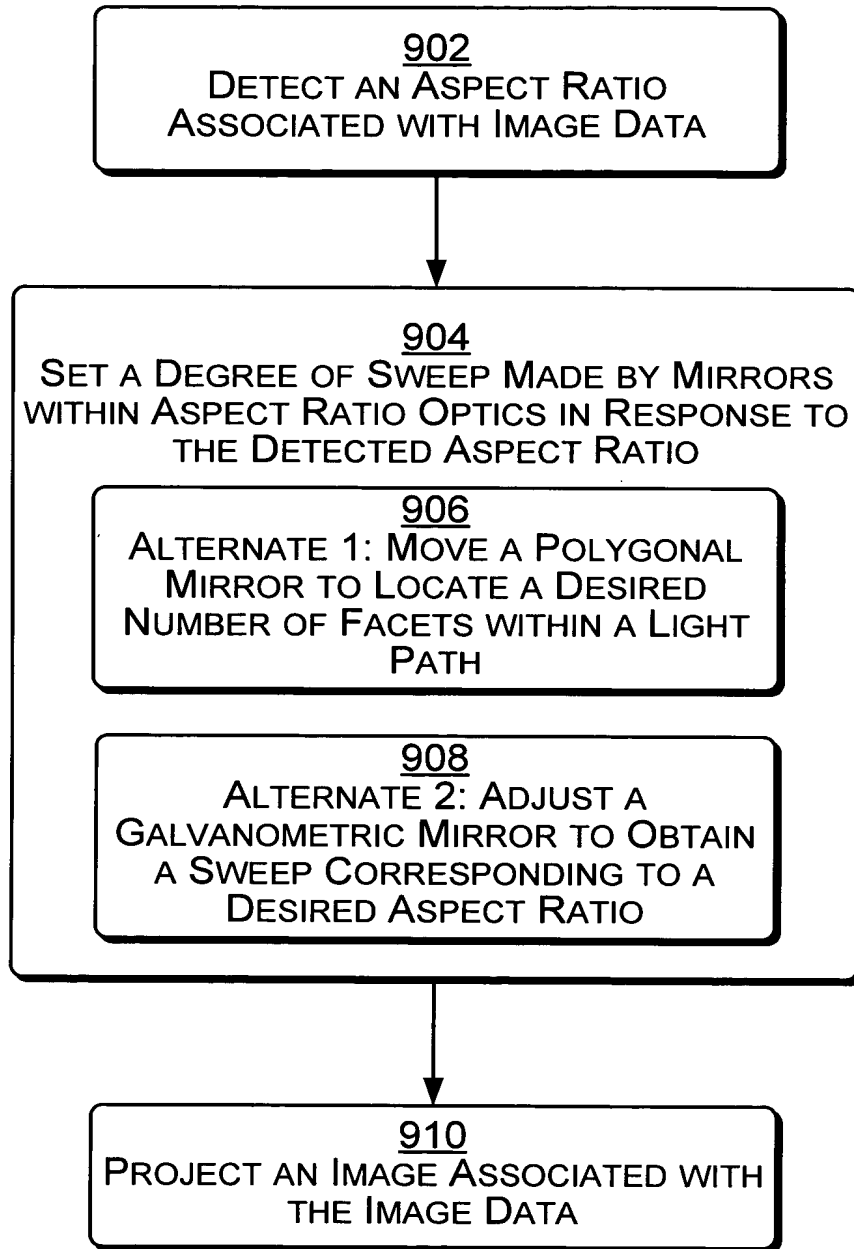 902
DETECT AN ASPECT RATIO
ASSOCIATED WITH IMAGE DATA
904
SET A DEGREE OF SWEEP MADE BY MIRRORS
WITHIN ASPECT RATIO OPTICS IN RESPONSE TO
THE DETECTED ASPECT RATIO
906
ALTERNATE 1: MOVE A POLYGONAL
MIRROR TO LOCATE A DESIRED
NUMBER OF FACETS WITHIN A LIGHT
PATH
908
ALTERNATE 2: ADJUST A
GALVANOMETRIC MIRROR TO OBTAIN
A SWEEP CORRESPONDING TO A
DESIRED ASPECT RATIO
910
PROJECT AN IMAGE ASSOCIATED WITH
THE IMAGE DATA